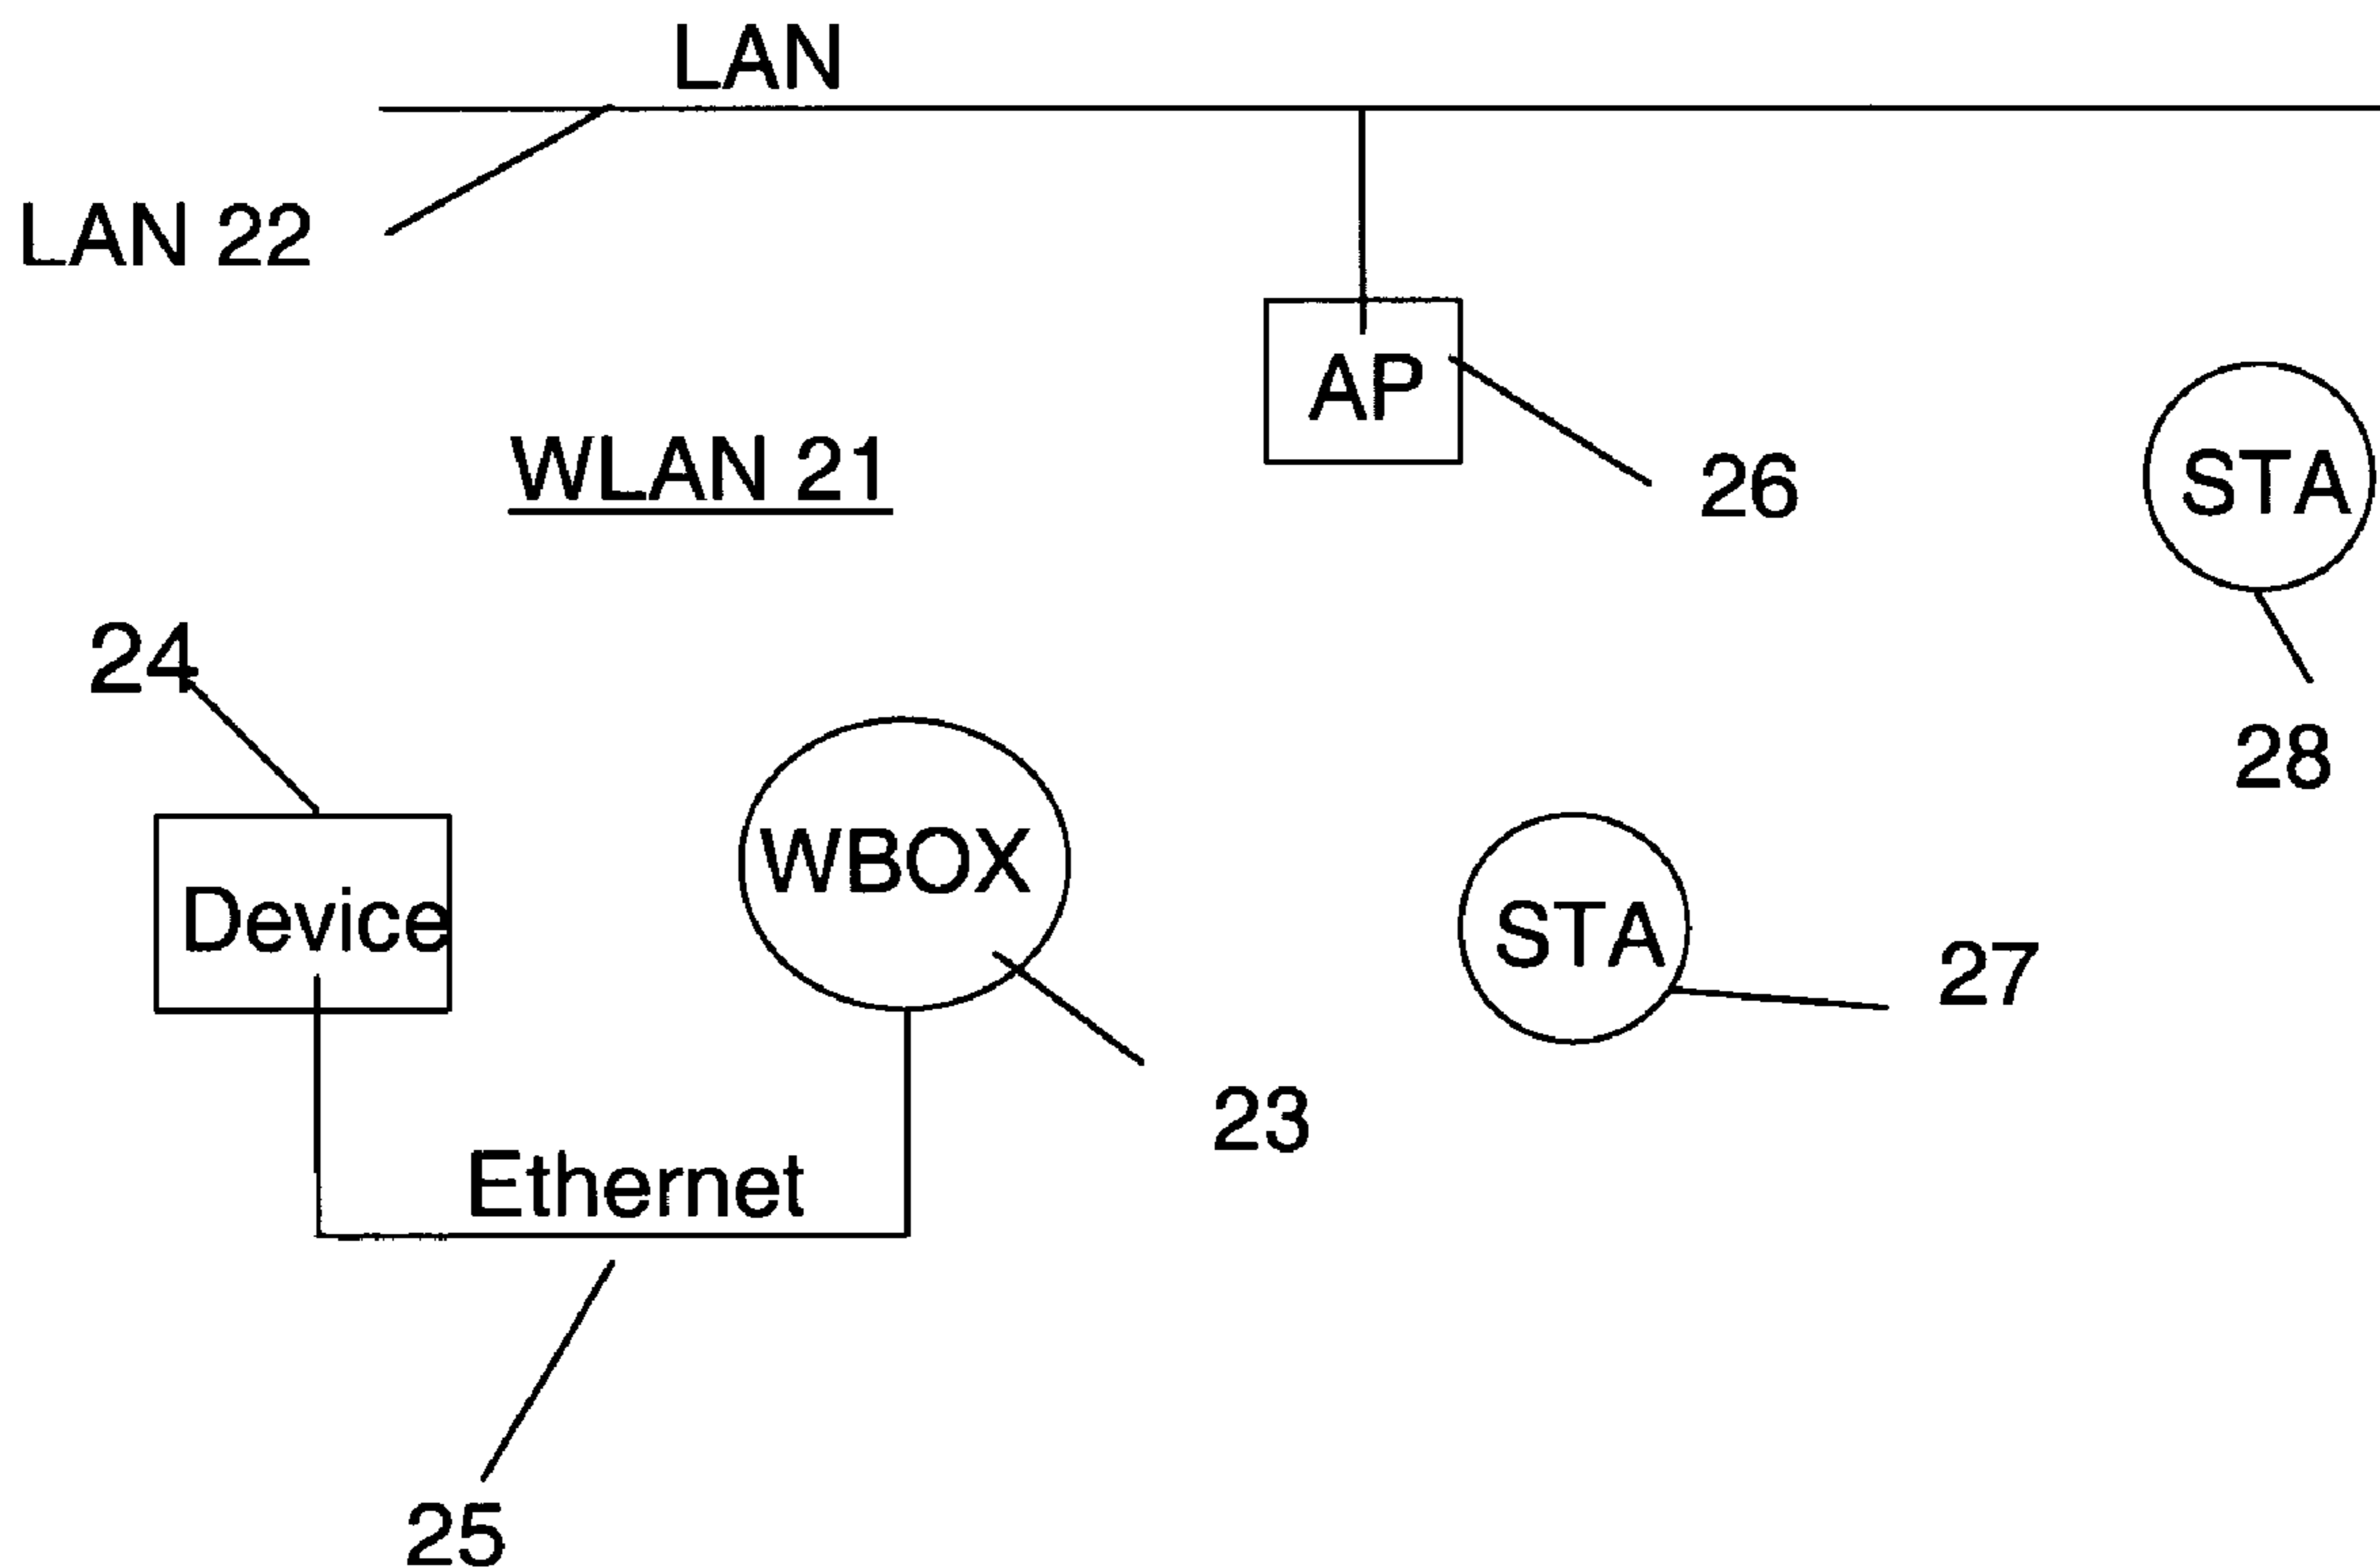 LAN
LAN 22
AP
WLAN 21
26
STA
28
24
WBOX
Device
STA
27
23
Ethernet
25